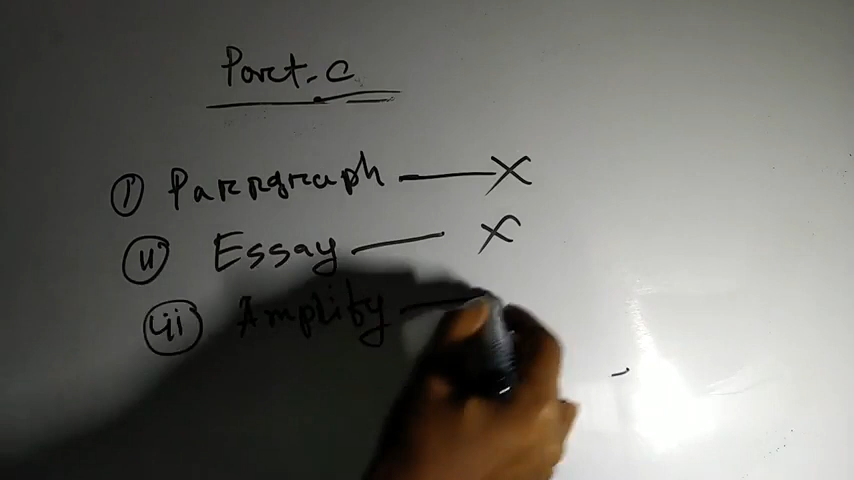 Part-C
(i) Paragraph — X
(ii) Essay — X
(iii) Amplify —